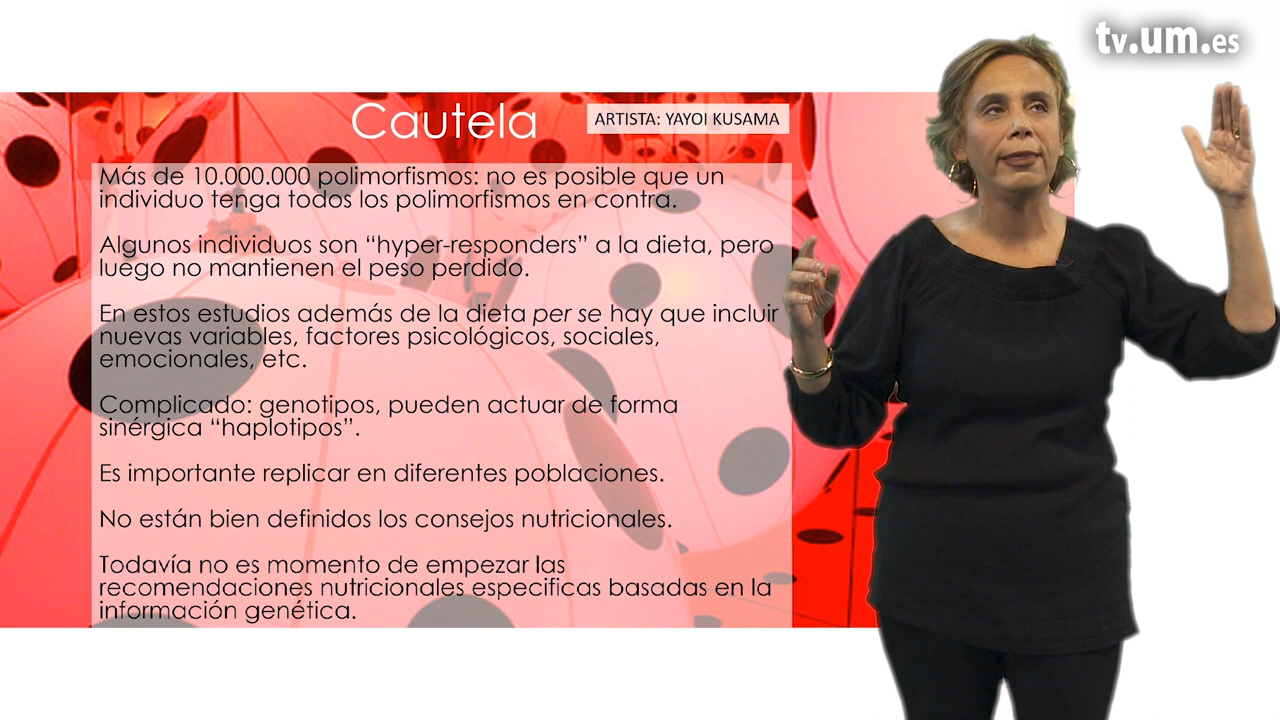 tv.um.es
Cautela
ARTISTA: YAYOI KUSAMA
Más de 10.000.000 polimorfismos: no es posible que un
individuo tenga todos los polimorfismos en contra.
Algunos individuos son “hyper-responders” a la dieta, pero
luego no mantienen el peso perdido.
En estos estudios además de la dieta per se hay que incluir
nuevas variables, factores psicológicos, sociales,
emocionales, etc.
Complicado: genotipos, pueden actuar de forma
sinérgica “haplotipos”.
Es importante replicar en diferentes poblaciones.
No están bien definidos los consejos nutricionales.
Todavía no es momento de empezar las
recomendaciones nutricionales especificas basadas en la
información genética.